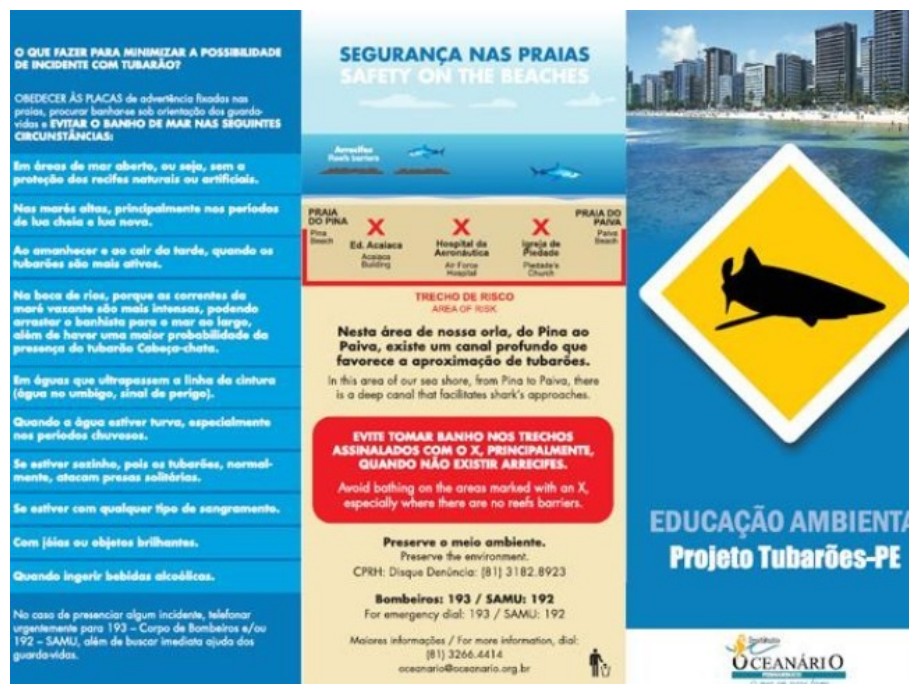 O QUE FAZER PARA MINIMIZAR A POSSIBILIDADE
DE INCIDENTE COM TUBARÃO?
OBEDECER ÀS PLACAS de advertência fixadas nas
praias, procurar banhar-se sob orientação dos guarda-
vidas e EVITAR O BANHO DE MAR NAS SEGUINTES
CIRCUNSTÂNCIAS:
Em áreas de mar aberto, ou seja, sem a
proteção dos recifes naturais ou artificiais.
Nas marés altas, principalmente nos períodos
de lua cheia e lua nova.
Ao amanhecer e ao cair da tarde, quando os
tubarões são mais ativos.
Na boca de rios, porque as correntes da
maré vazante são mais intensas, podendo
arrastar o banhista para o mar ao largo,
além de haver uma maior probabilidade da
presença do tubarão Cabeça-chata.
Em águas que ultrapassem a linha da cintura
(água no umbigo, sinal de perigo).
Quando a água estiver turva, especialmente
nos períodos chuvosos.
Se estiver sozinho, pois os tubarões, normal-
mente, atacam presas solitárias.
Se estiver com qualquer tipo de sangramento.
Com jóias ou objetos brilhantes.
Quando ingerir bebidas alcoólicas.
No caso de presenciar algum incidente, telefonar
urgentemente para 193 – Corpo de Bombeiros e/ou
192 – SAMU, além de buscar imediata ajuda dos
guarda-vidas.
SEGURANÇA NAS PRAIAS
SAFETY ON THE BEACHES
Arrecifes
Reefs barriers
PRAIA
DO PINA
Pina
Beach
X
Ed. Acaiaca
Acaiaca
Building
X
Hospital da
Aeronáutica
Air Force
Hospital
X
Igreja de
Piedade
Piedade's
Church
PRAIA DO
PAIVA
Paiva
Beach
TRECHO DE RISCO
AREA OF RISK
Nesta área de nossa orla, do Pina ao
Paiva, existe um canal profundo que
favorece a aproximação de tubarões.
In this area of our sea shore, from Pina to Paiva, there
is a deep canal that facilitates shark's approaches.
EVITE TOMAR BANHO NOS TRECHOS
ASSINALADOS COM O X, PRINCIPALMENTE,
QUANDO NÃO EXISTIR ARRECIFES.
Avoid bathing on the areas marked with an X,
especially where there are no reefs barriers.
Preserve o meio ambiente.
Preserve the environment.
CPRH: Disque Denúncia: (81) 3182.8923
Bombeiros: 193 / SAMU: 192
For emergency dial: 193 / SAMU: 192
Maiores informações / For more information, dial:
(81) 3266.4414
oceanario@oceanario.org.br
EDUCAÇÃO AMBIENTA
Projeto Tubarões-PE
Instituto
OCEANÁRIO
PERNAMBUCO